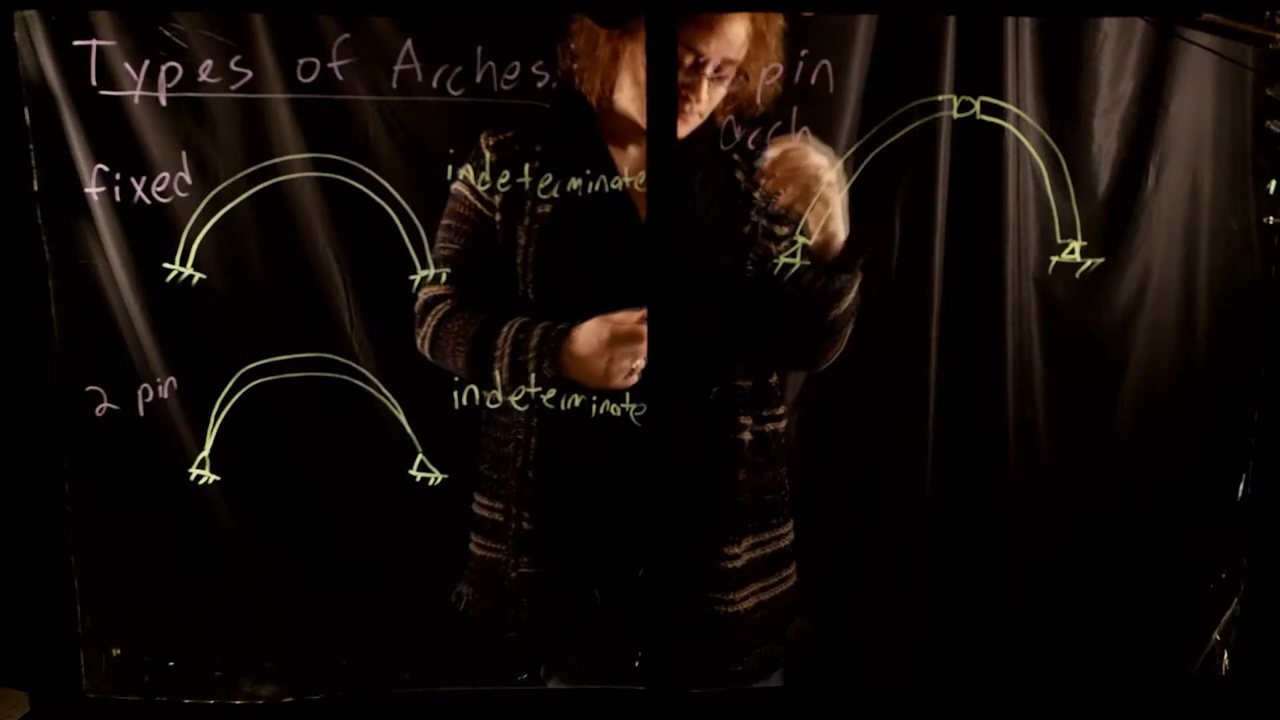 Types of Arches
fixed
indeterminate
2 pin
indeterminate
pin
arch